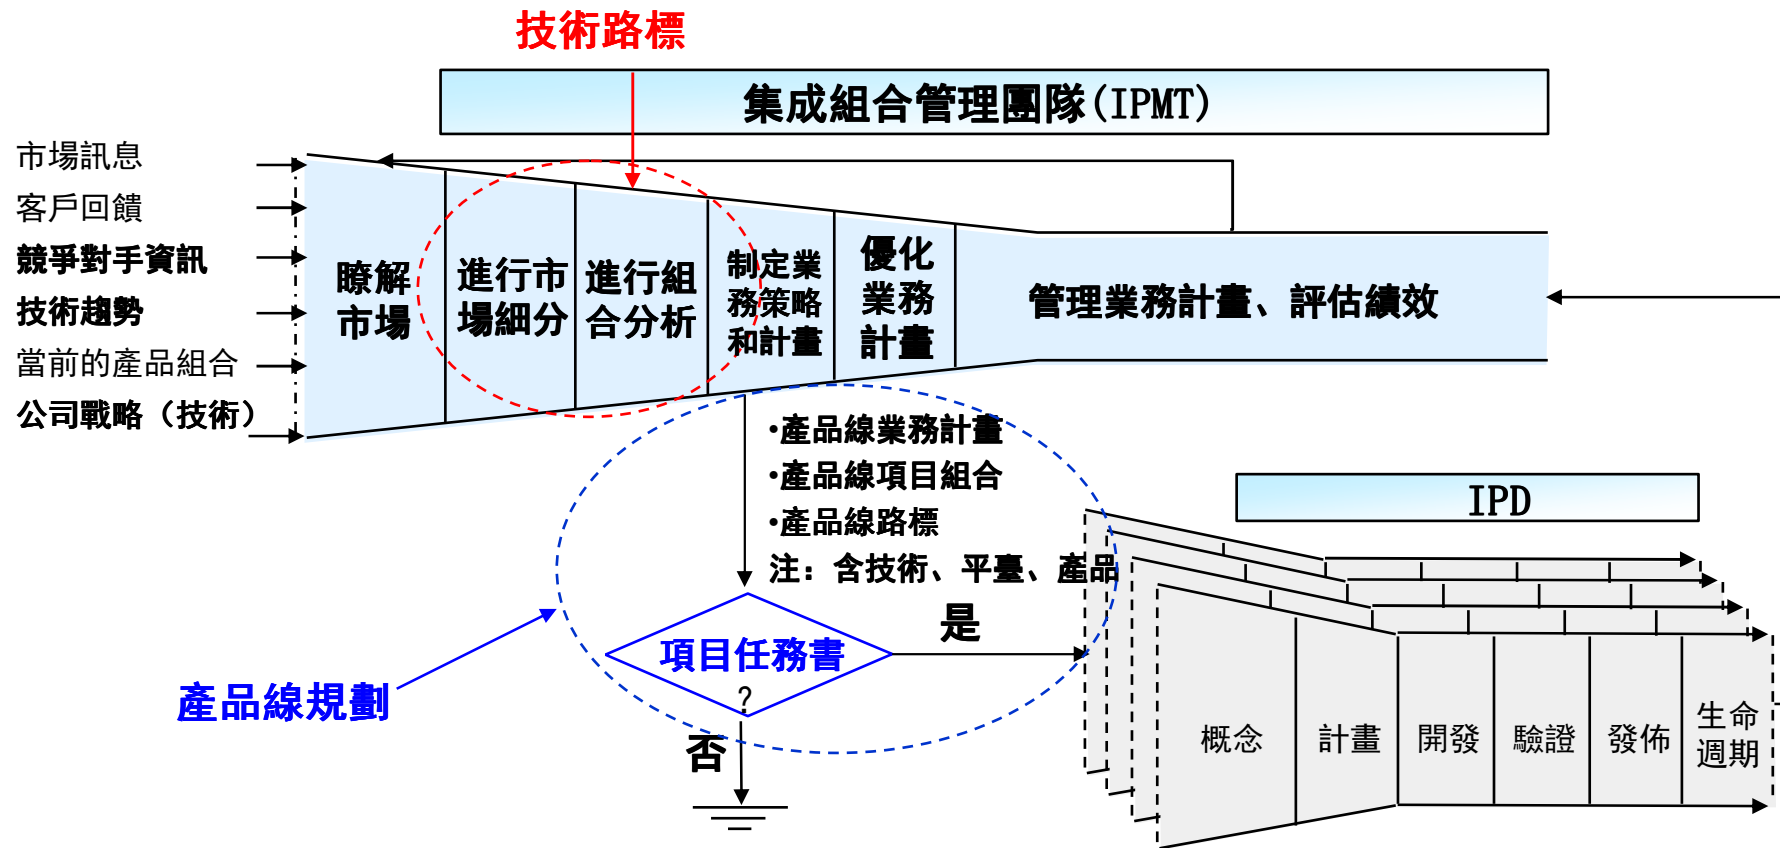 技術路標
集成組合管理團隊(IPMT)
市場訊息
客戶回饋
競爭對手資訊
技術趨勢
當前的產品組合
公司戰略（技術）
瞭解
市場
進行市
場細分
進行組
合分析
制定業
務策略
和計畫
優化
業務
計畫
管理業務計畫、評估績效
•產品線業務計畫
•產品線項目組合
•產品線路標
注：含技術、平臺、產品
IPD
是
項目任務書
?
產品線規劃
否
概念
計畫
開發
驗證
發佈
生命
週期